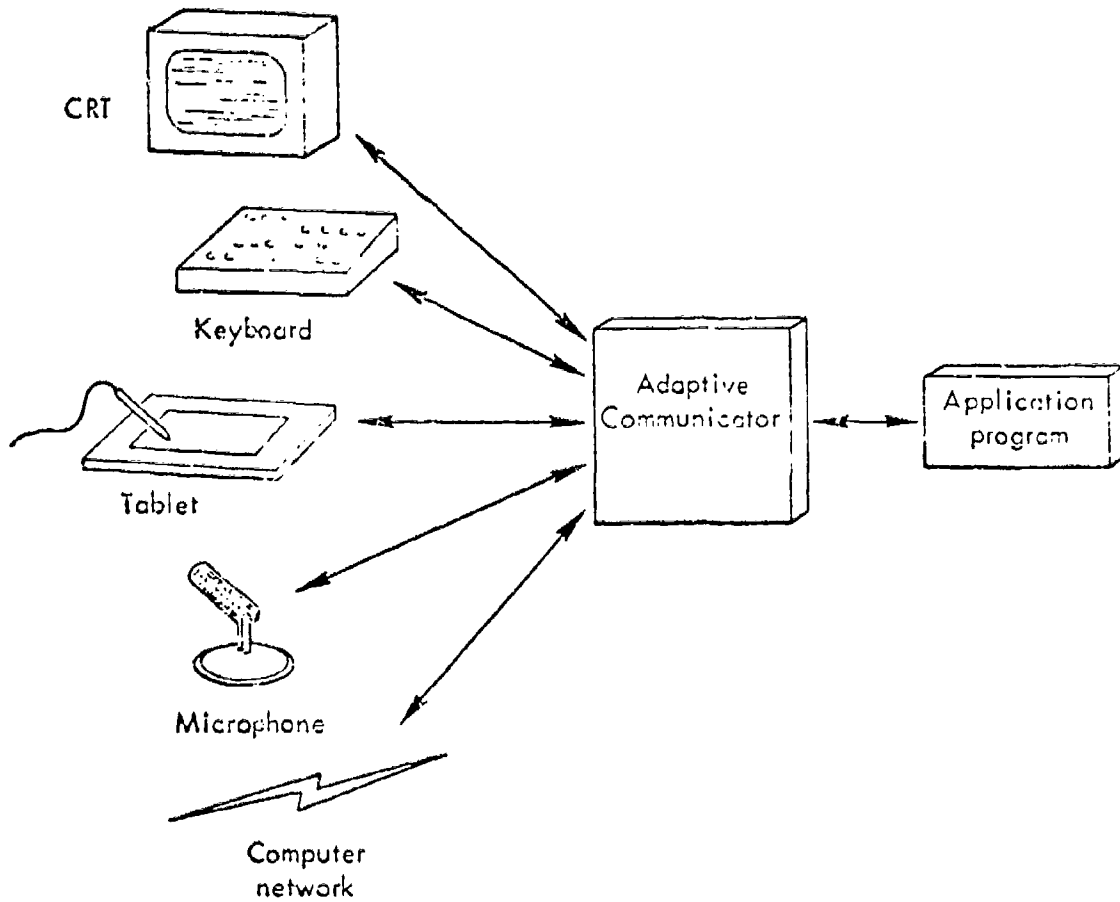 CRT
Keyboard
Tablet
Microphone
Computer
network
Adaptive
Communicator
Application
program